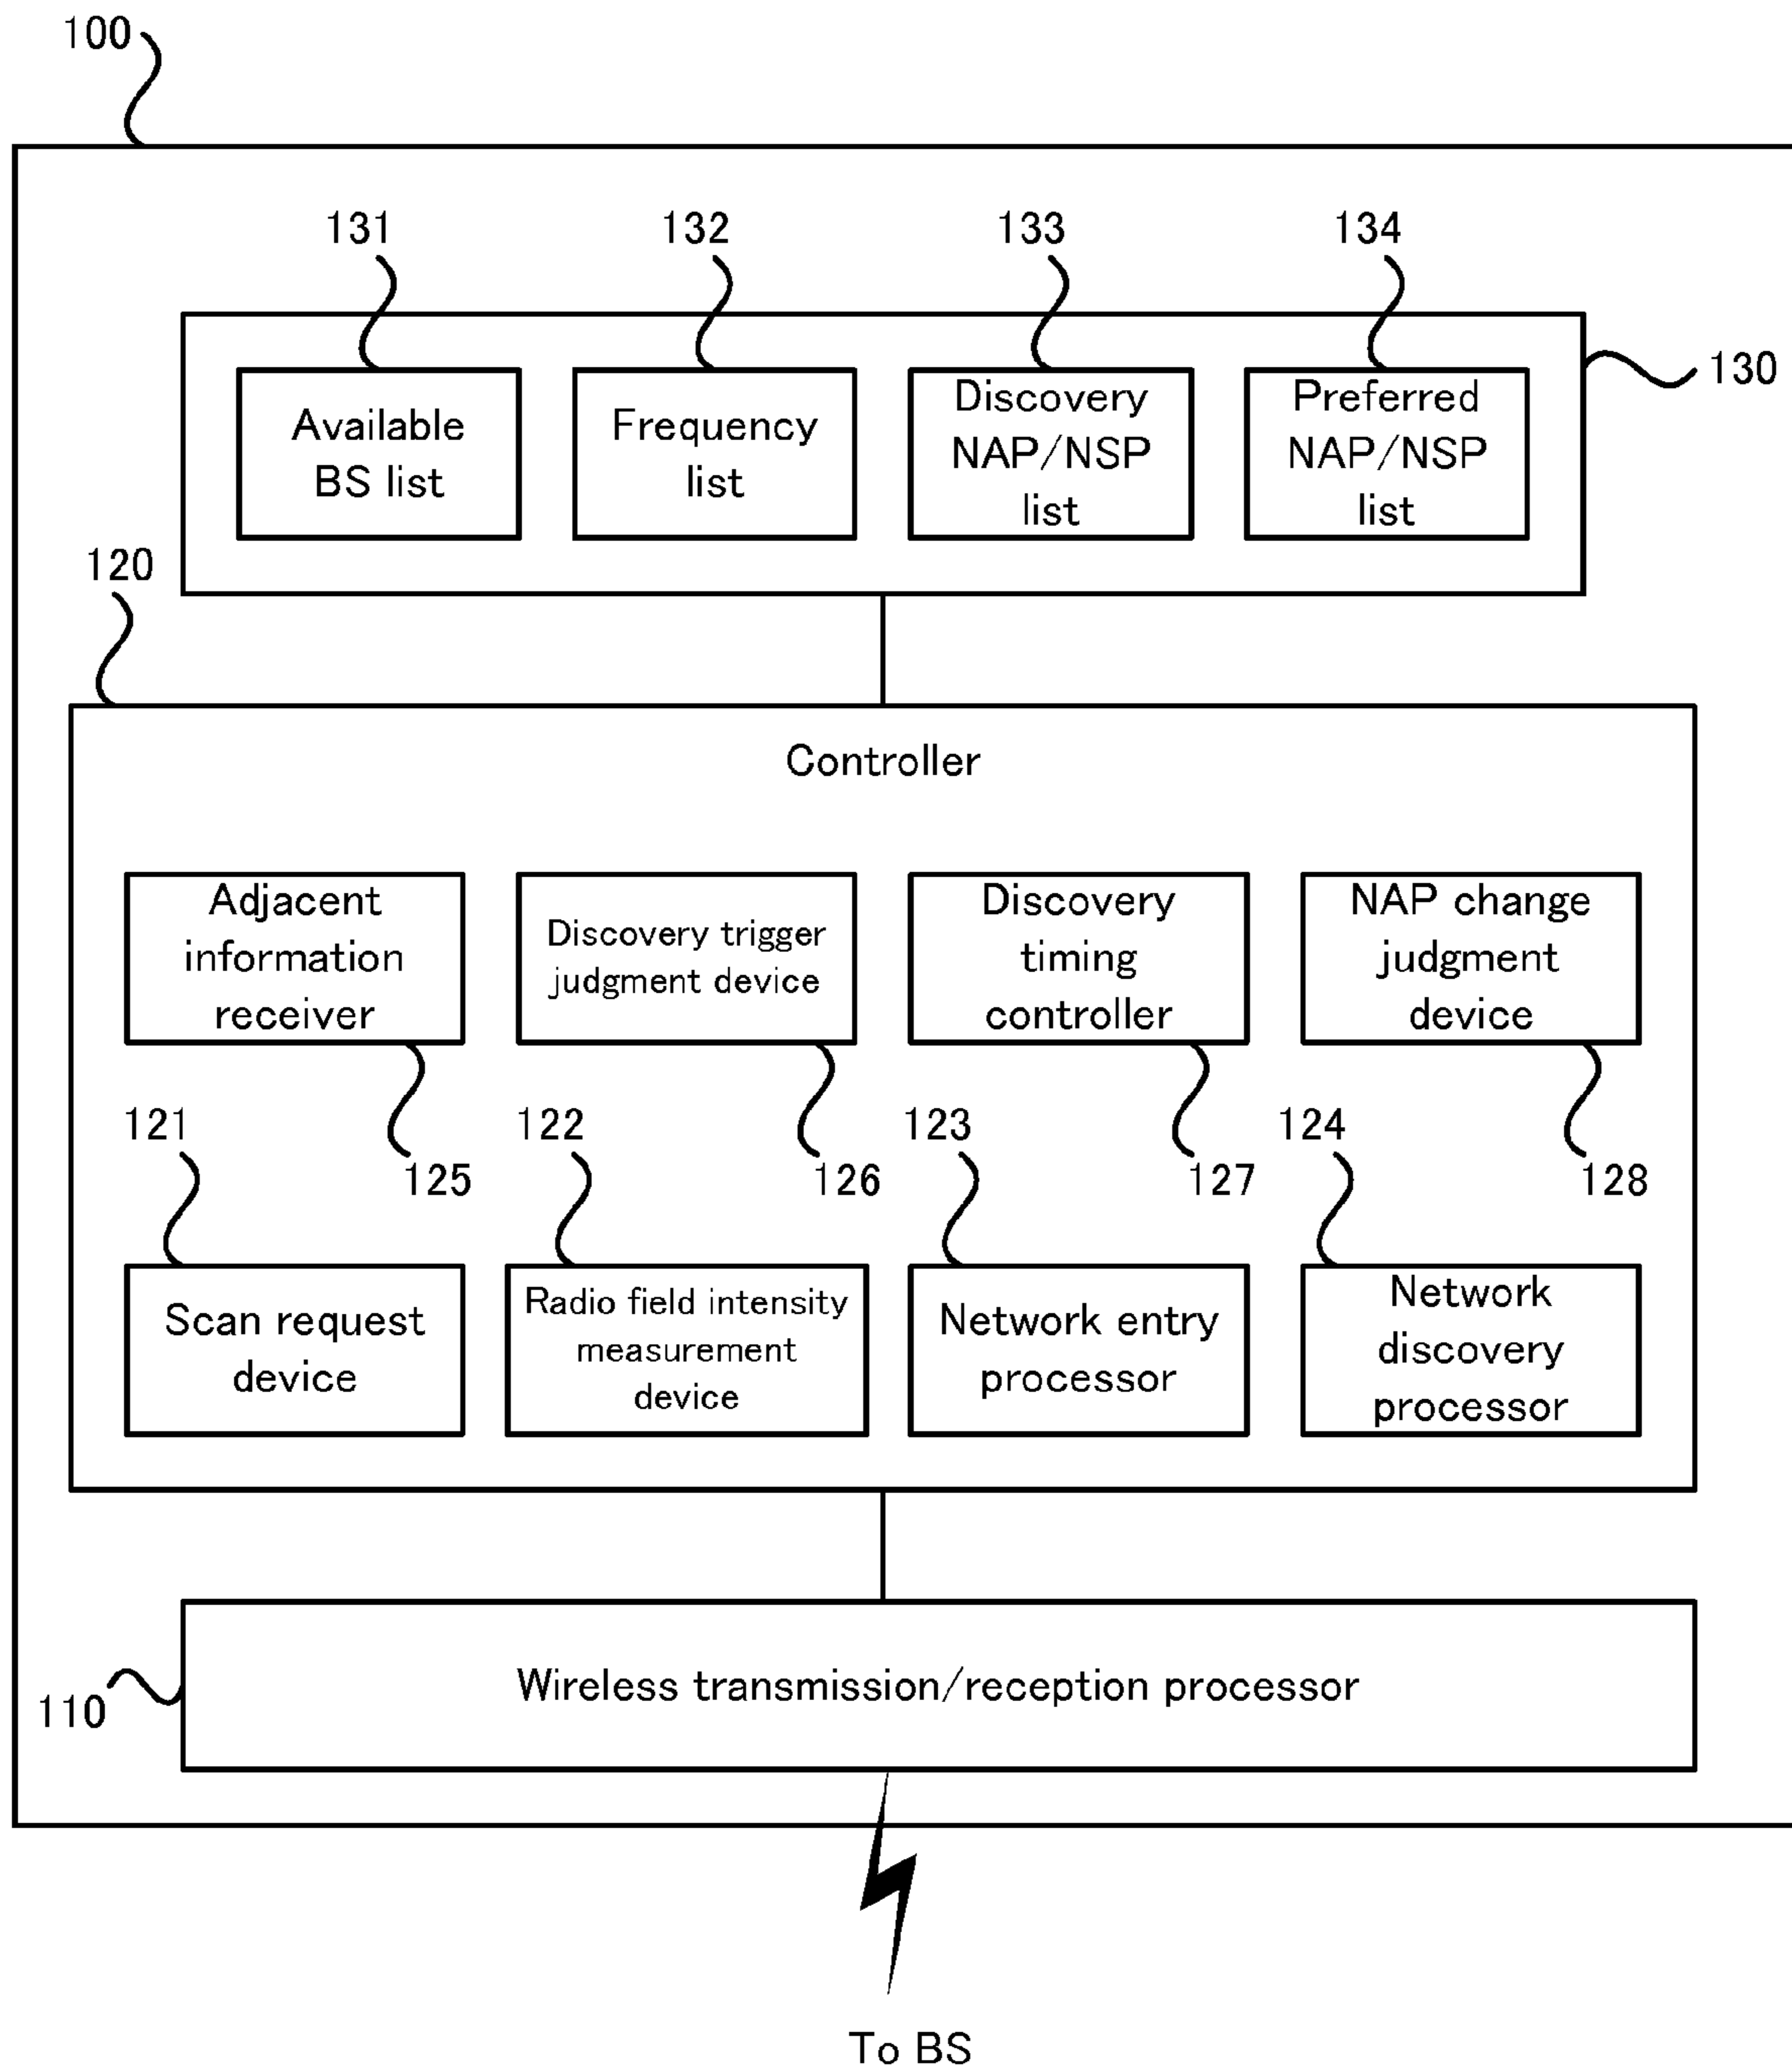 100
131
132
133
134
130
Available
BS list
Frequency
list
Discovery
NAP/NSP
list
Preferred
NAP/NSP
list
120
Controller
Adjacent
information
receiver
Discovery trigger
judgment device
Discovery
timing
controller
NAP change
judgment
device
125
126
127
128
121
122
123
124
Scan request
device
Radio field intensity
measurement
device
Network entry
processor
Network
discovery
processor
110
Wireless transmission/reception processor
To BS